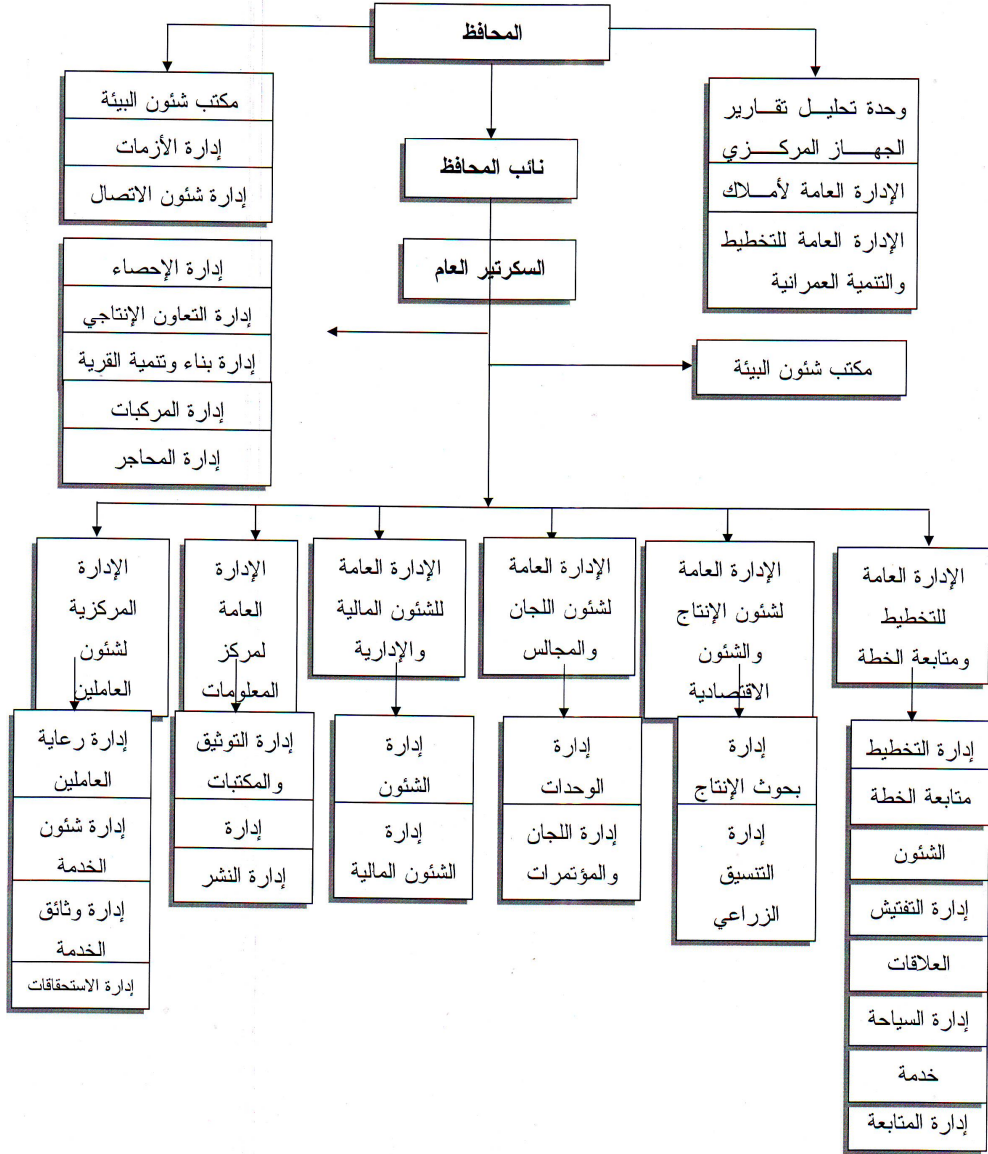 المحافظ
وحدة تحليل تقارير
الجهاز المركزي
الإدارة العامة لأملاك
الإدارة العامة للتخطيط
والتنمية العمرانية
مكتب شئون البيئة
إدارة الأزمات
إدارة شئون الاتصال
نائب المحافظ
السكرتير العام
إدارة الإحصاء
إدارة التعاون الإنتاجي
إدارة بناء وتنمية القرية
إدارة المركبات
إدارة المحاجر
مكتب شئون البيئة
الإدارة العامة
للتخطيط
ومتابعة الخطة
الإدارة العامة
لشئون الإنتاج
والشئون
الاقتصادية
الإدارة العامة
لشئون اللجان
والمجالس
الإدارة العامة
للشئون المالية
والإدارية
الإدارة
العامة
لمركز
المعلومات
الإدارة
المركزية
لشئون
العاملين
إدارة التخطيط
متابعة الخطة
الشئون
إدارة التفتيش
العلاقات
إدارة السياحة
خدمة
إدارة المتابعة
إدارة
بحوث الإنتاج
إدارة
التنسيق
الزراعي
إدارة
الوحدات
إدارة اللجان
والمؤتمرات
إدارة
الشئون
إدارة
الشئون المالية
إدارة التوثيق
والمكتبات
إدارة
إدارة النشر
إدارة رعاية
العاملين
إدارة شئون
الخدمة
إدارة وثائق
الخدمة
إدارة الاستحقاقات